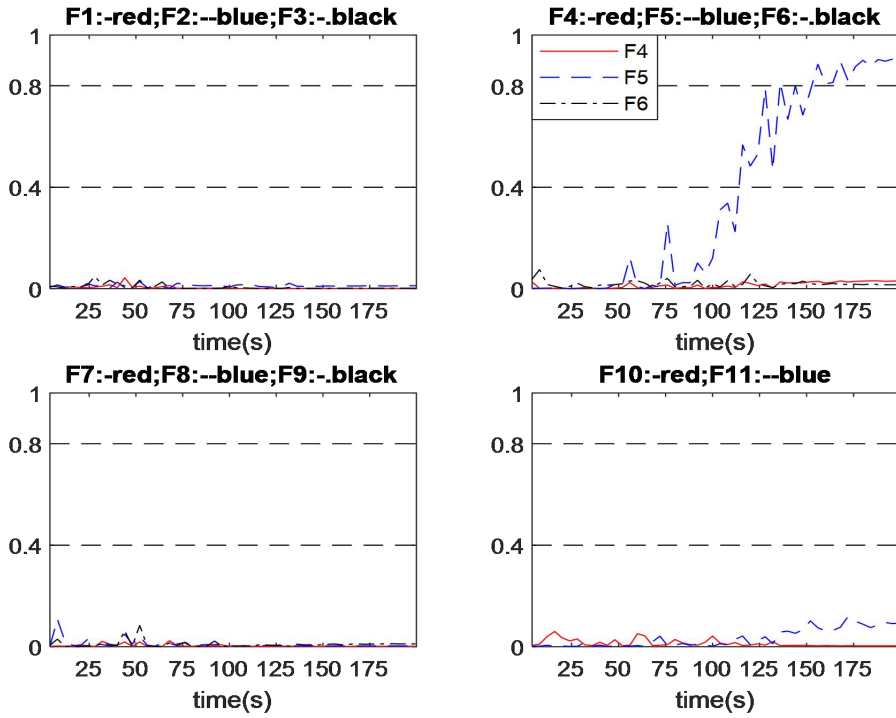 F1:-red;F2:--blue;F3:-.black
1
0.8
0.4
0
25 50 75 100 125 150 175
time(s)
F4:-red;F5:--blue;F6:-.black
F4
F5
F6
1
0.8
0.4
0
25 50 75 100 125 150 175
time(s)
F7:-red;F8:--blue;F9:-.black
1
0.8
0.4
0
25 50 75 100 125 150 175
time(s)
F10:-red;F11:--blue
1
0.8
0.4
0
25 50 75 100 125 150 175
time(s)